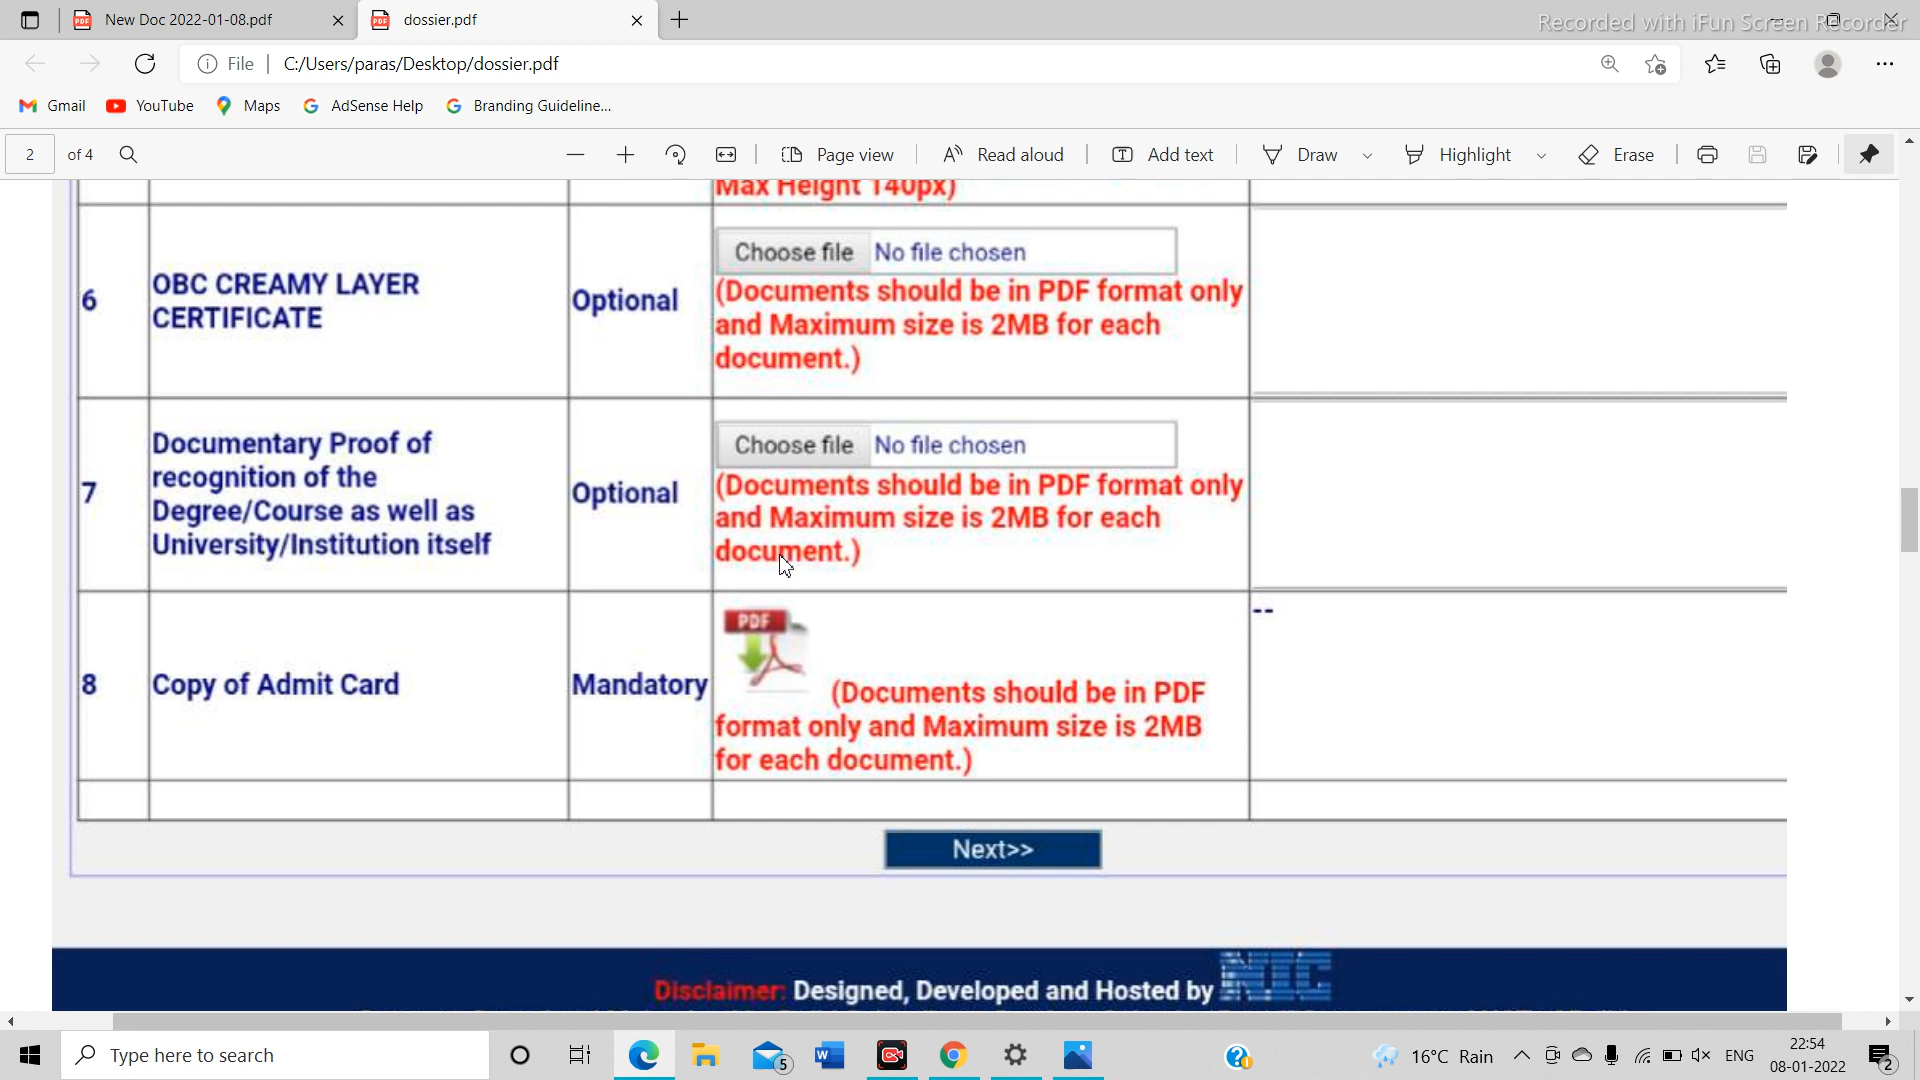 New Doc 2022-01-08.pdf
dossier.pdf
Recorded with iFun Screen Recorder
File
C:/Users/paras/Desktop/dossier.pdf
Gmail
YouTube
Maps
AdSense Help
Branding Guideline...
2
of 4
Page view
Read aloud
Add text
Draw
Highlight
Erase
Max Height 140px)
6
OBC CREAMY LAYER
CERTIFICATE
Optional
Choose file No file chosen
(Documents should be in PDF format only
and Maximum size is 2MB for each
document.)
7
Documentary Proof of
recognition of the
Degree/Course as well as
University/Institution itself
Optional
Choose file No file chosen
(Documents should be in PDF format only
and Maximum size is 2MB for each
document.)
8
Copy of Admit Card
Mandatory
PDF
(Documents should be in PDF
format only and Maximum size is 2MB
for each document.)
--
Next>>
Disclaimer: Designed, Developed and Hosted by NIC
Type here to search
5
16°C Rain
ENG
22:54
08-01-2022
2